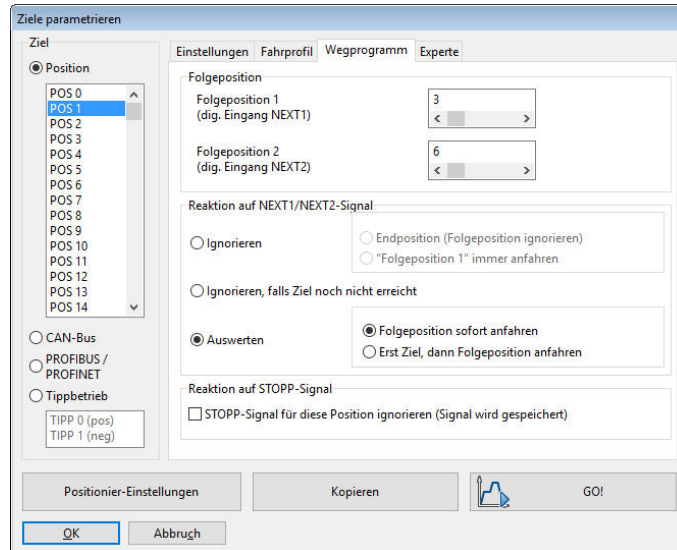 Ziele parametrieren
Ziel
Position
POS 0
POS 1
POS 2
POS 3
POS 4
POS 5
POS 6
POS 7
POS 8
POS 9
POS 10
POS 11
POS 12
POS 13
POS 14
CAN-Bus
PROFIBUS /
PROFINET
Tippbetrieb
TIPP 0 (pos)
TIPP 1 (neg)
Einstellungen Fahrprofil Wegprogramm Experte
Folgeposition
Folgeposition 1
(dig. Eingang NEXT1)
3
Folgeposition 2
(dig. Eingang NEXT2)
6
Reaktion auf NEXT1/NEXT2-Signal
Ignorieren
Endposition (Folgeposition ignorieren)
"Folgeposition 1" immer anfahren
Ignorieren, falls Ziel noch nicht erreicht
Auswerten
Folgeposition sofort anfahren
Erst Ziel, dann Folgeposition anfahren
Reaktion auf STOPP-Signal
STOPP-Signal für diese Position ignorieren (Signal wird gespeichert)
Positionier-Einstellungen Kopieren GO!
OK Abbruch